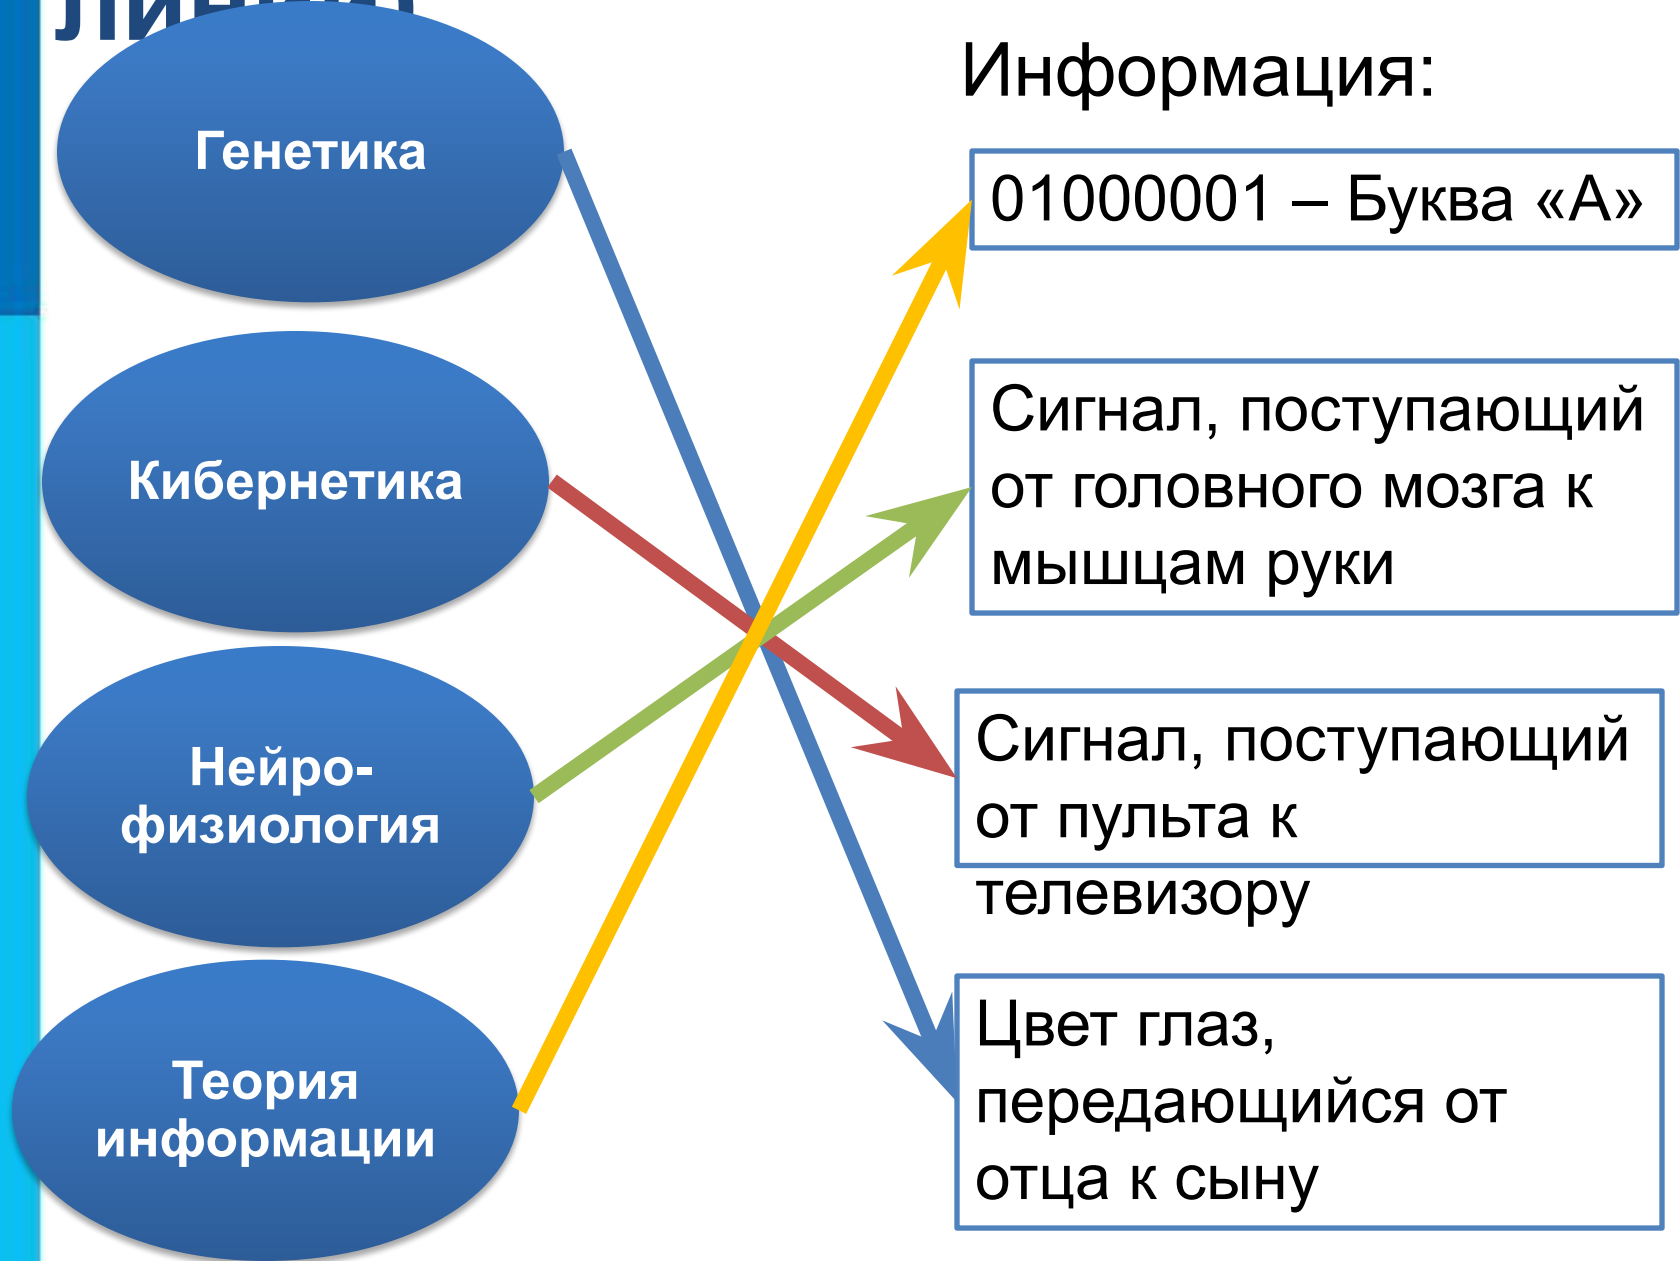 Информация:
Генетика
01000001 – Буква «А»
Кибернетика
Сигнал, поступающий
от головного мозга к
мышцам руки
Нейро-
физиология
Сигнал, поступающий
от пульта к
телевизору
Теория
информации
Цвет глаз,
передающийся от
отца к сыну